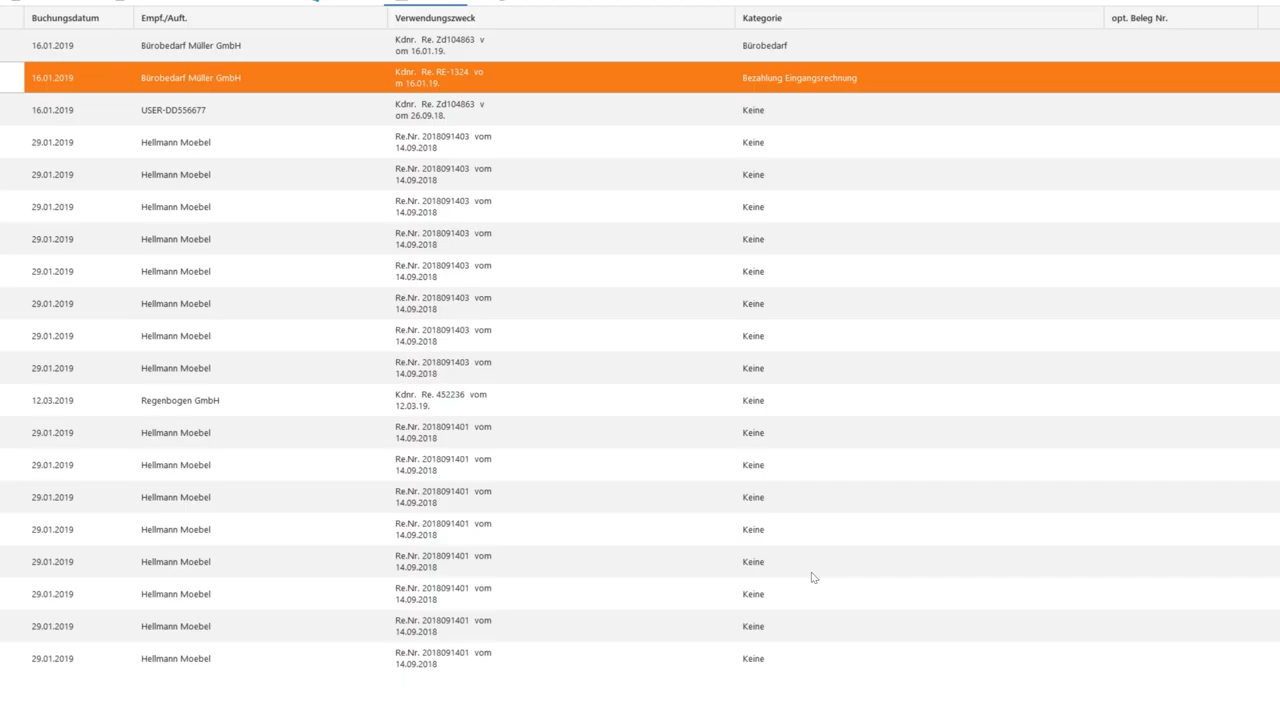 Buchungsdatum Empf./Auft. Verwendungszweck Kategorie opt. Beleg Nr.
16.01.2019 Bürobedarf Müller GmbH Kdnr. Re. Zd104863 v
om 16.01.19. Bürobedarf
16.01.2019 Bürobedarf Müller GmbH Kdnr. Re. RE-1324 vo
m 16.01.19. Bezahlung Eingangsrechnung
16.01.2019 USER-DD556677 Kdnr. Re. Zd104863 v
om 26.09.18. Keine
29.01.2019 Hellmann Moebel Re.Nr. 2018091403 vom
14.09.2018 Keine
29.01.2019 Hellmann Moebel Re.Nr. 2018091403 vom
14.09.2018 Keine
29.01.2019 Hellmann Moebel Re.Nr. 2018091403 vom
14.09.2018 Keine
29.01.2019 Hellmann Moebel Re.Nr. 2018091403 vom
14.09.2018 Keine
29.01.2019 Hellmann Moebel Re.Nr. 2018091403 vom
14.09.2018 Keine
29.01.2019 Hellmann Moebel Re.Nr. 2018091403 vom
14.09.2018 Keine
29.01.2019 Hellmann Moebel Re.Nr. 2018091403 vom
14.09.2018 Keine
29.01.2019 Hellmann Moebel Re.Nr. 2018091403 vom
14.09.2018 Keine
12.03.2019 Regenbogen GmbH Kdnr. Re. 452236 vom
12.03.19. Keine
29.01.2019 Hellmann Moebel Re.Nr. 2018091401 vom
14.09.2018 Keine
29.01.2019 Hellmann Moebel Re.Nr. 2018091401 vom
14.09.2018 Keine
29.01.2019 Hellmann Moebel Re.Nr. 2018091401 vom
14.09.2018 Keine
29.01.2019 Hellmann Moebel Re.Nr. 2018091401 vom
14.09.2018 Keine
29.01.2019 Hellmann Moebel Re.Nr. 2018091401 vom
14.09.2018 Keine
29.01.2019 Hellmann Moebel Re.Nr. 2018091401 vom
14.09.2018 Keine
29.01.2019 Hellmann Moebel Re.Nr. 2018091401 vom
14.09.2018 Keine
29.01.2019 Hellmann Moebel Re.Nr. 2018091401 vom
14.09.2018 Keine